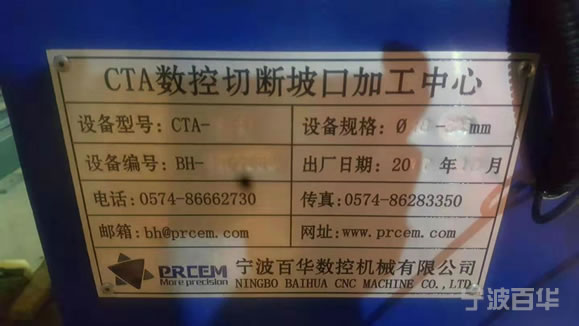 CTA数控切断坡口加工中心
设备型号: CTA- 设备规格: Ø mm
设备编号: BH- 出厂日期: 20 年 月
电话: 0574-86662730 传真: 0574-86283350
邮箱: bh@prcem.com 网址: www.prcem.com
PRCEM 宁波百华数控机械有限公司
More precision NINGBO BAIHUA CNC MACHINE CO.,LTD
宁波百华